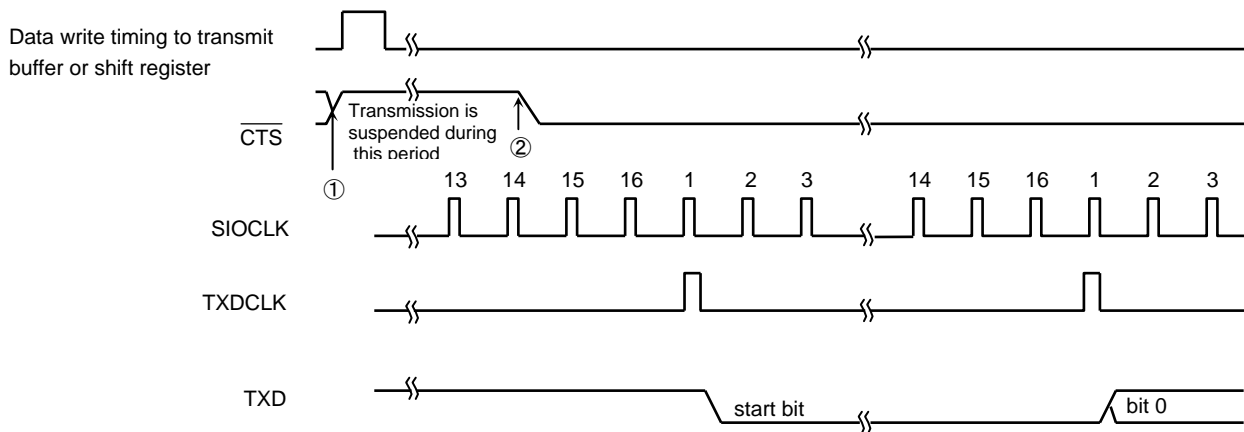 Data write timing to transmit
buffer or shift register
CTS
Transmission is
suspended during
this period
①
②
13 14 15 16 1 2 3 14 15 16 1 2 3
SIOCLK
TXDCLK
TXD
start bit
bit 0